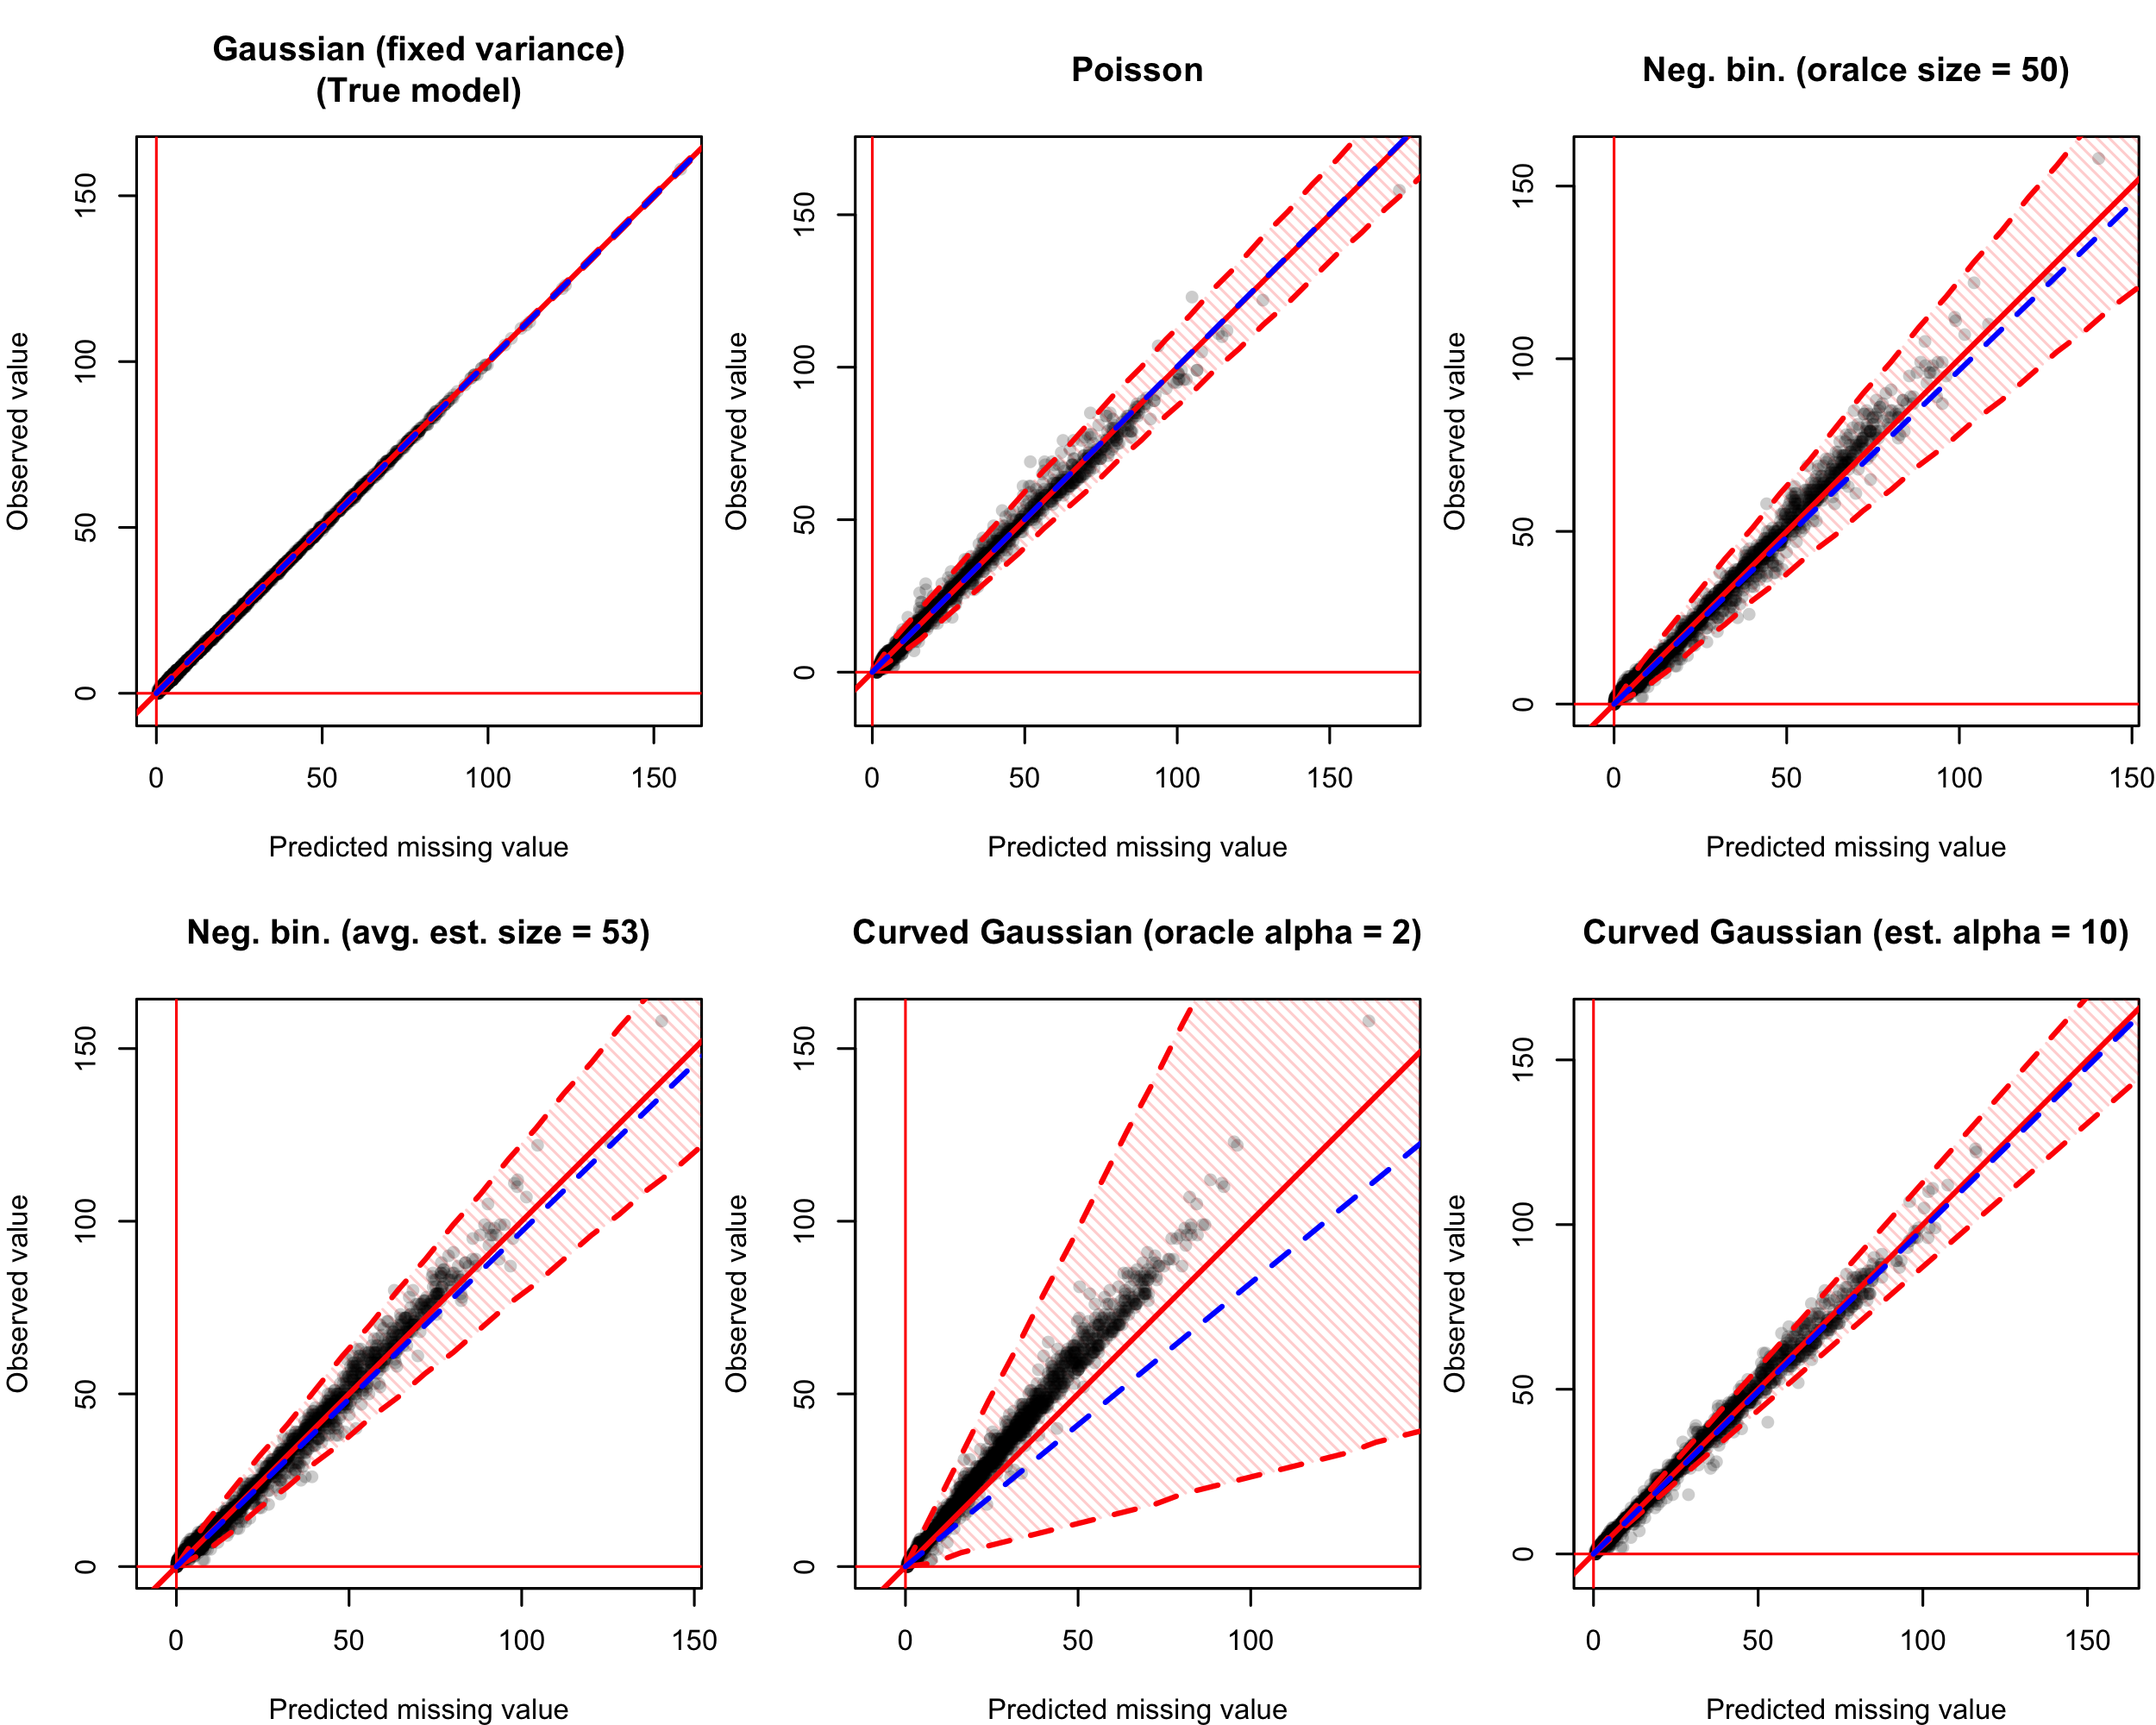 Gaussian (fixed variance)
(True model)
Observed value
150
100
50
0
0 50 100 150
Predicted missing value
Poisson
Observed value
150
100
50
0
0 50 100 150
Predicted missing value
Neg. bin. (oralce size = 50)
Observed value
150
100
50
0
0 50 100 150
Predicted missing value
Neg. bin. (avg. est. size = 53)
Observed value
150
100
50
0
0 50 100 150
Predicted missing value
Curved Gaussian (oracle alpha = 2)
Observed value
150
100
50
0
0 50 100
Predicted missing value
Curved Gaussian (est. alpha = 10)
Observed value
150
100
50
0
0 50 100 150
Predicted missing value